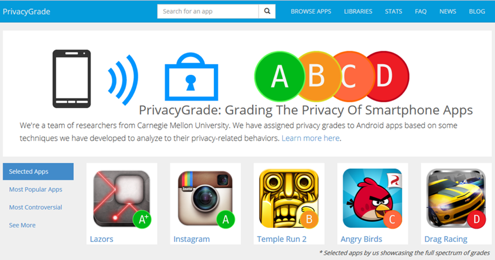 PrivacyGrade
Search for an app
BROWSE APPS LIBRARIES STATS FAQ NEWS BLOG
A B C D
PrivacyGrade: Grading The Privacy Of Smartphone Apps
We're a team of researchers from Carnegie Mellon University. We have assigned privacy grades to Android apps based on some
techniques we have developed to analyze to their privacy-related behaviors. Learn more here.
Selected Apps
Most Popular Apps
Most Controversial
See More
A+
Lazors
A
Instagram
B
Temple Run 2
C
Angry Birds
D
Drag Racing
* Selected apps by us showcasing the full spectrum of grades